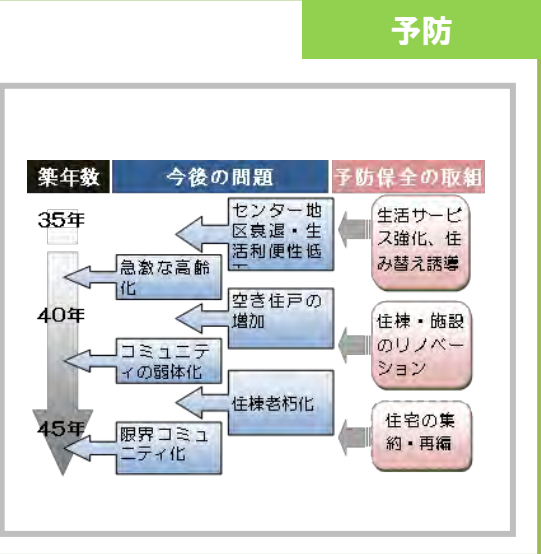 予防
築年数
今後の問題
予防保全の取組
35年
センター地
区衰退・生
活利便性低
生活サービ
ス強化、住
み替え誘導
急激な高齢
化
40年
空き住戸の
増加
住棟・施設
のリノベー
ション
コミュニテ
ィの弱体化
住棟老朽化
45年
限界コミュ
ニティ化
住宅の集
約・再編